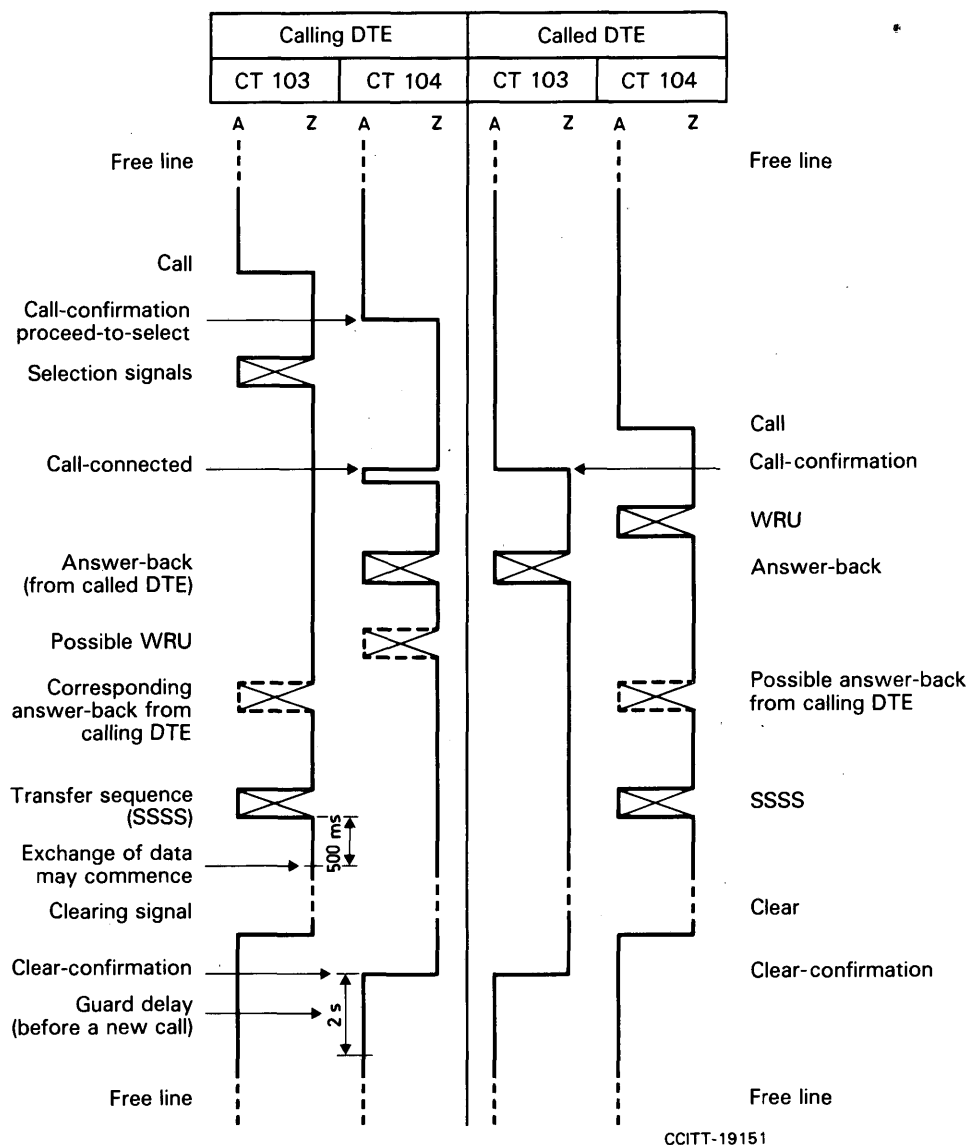 Calling DTE
Called DTE
CT 103
CT 104
CT 103
CT 104
A
Z
A
Z
A
Z
A
Z
Free line
Free line
Call
Call-confirmation
proceed-to-select
Selection signals
Call
Call-connected
Call-confirmation
WRU
Answer-back
(from called DTE)
Answer-back
Possible WRU
Corresponding
answer-back from
calling DTE
Possible answer-back
from calling DTE
Transfer sequence
(SSSS)
SSSS
500 ms
Exchange of data
may commence
Clearing signal
Clear
Clear-confirmation
Clear-confirmation
Guard delay
(before a new call)
2 s
Free line
Free line
CCITT-19151